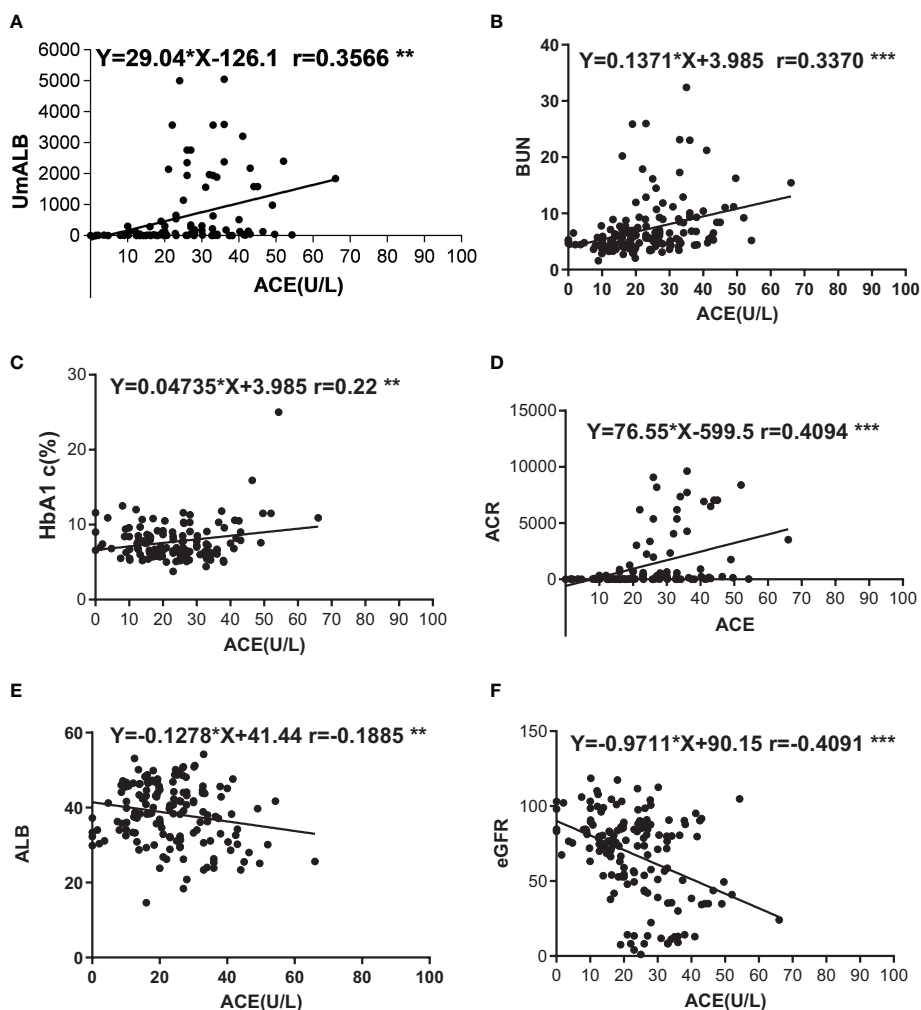 A
Y=29.04*X-126.1 r=0.3566 **
6000
5000
4000
3000
2000
1000
0
UmALB
10 20 30 40 50 60 70 80 90 100
ACE(U/L)
B
Y=0.1371*X+3.985 r=0.3370 ***
40
30
20
10
0
BUN
0 10 20 30 40 50 60 70 80 90 100
ACE(U/L)
C
Y=0.04735*X+3.985 r=0.22 **
30
20
10
0
HbA1 c(%)
0 10 20 30 40 50 60 70 80 90 100
ACE(U/L)
D
Y=76.55*X-599.5 r=0.4094 ***
15000
10000
5000
0
ACR
10 20 30 40 50 60 70 80 90 100
ACE
E
Y=-0.1278*X+41.44 r=-0.1885 **
60
40
20
0
ALB
0 20 40 60 80 100
ACE(U/L)
F
Y=-0.9711*X+90.15 r=-0.4091 ***
150
100
50
0
eGFR
0 10 20 30 40 50 60 70 80 90 100
ACE(U/L)